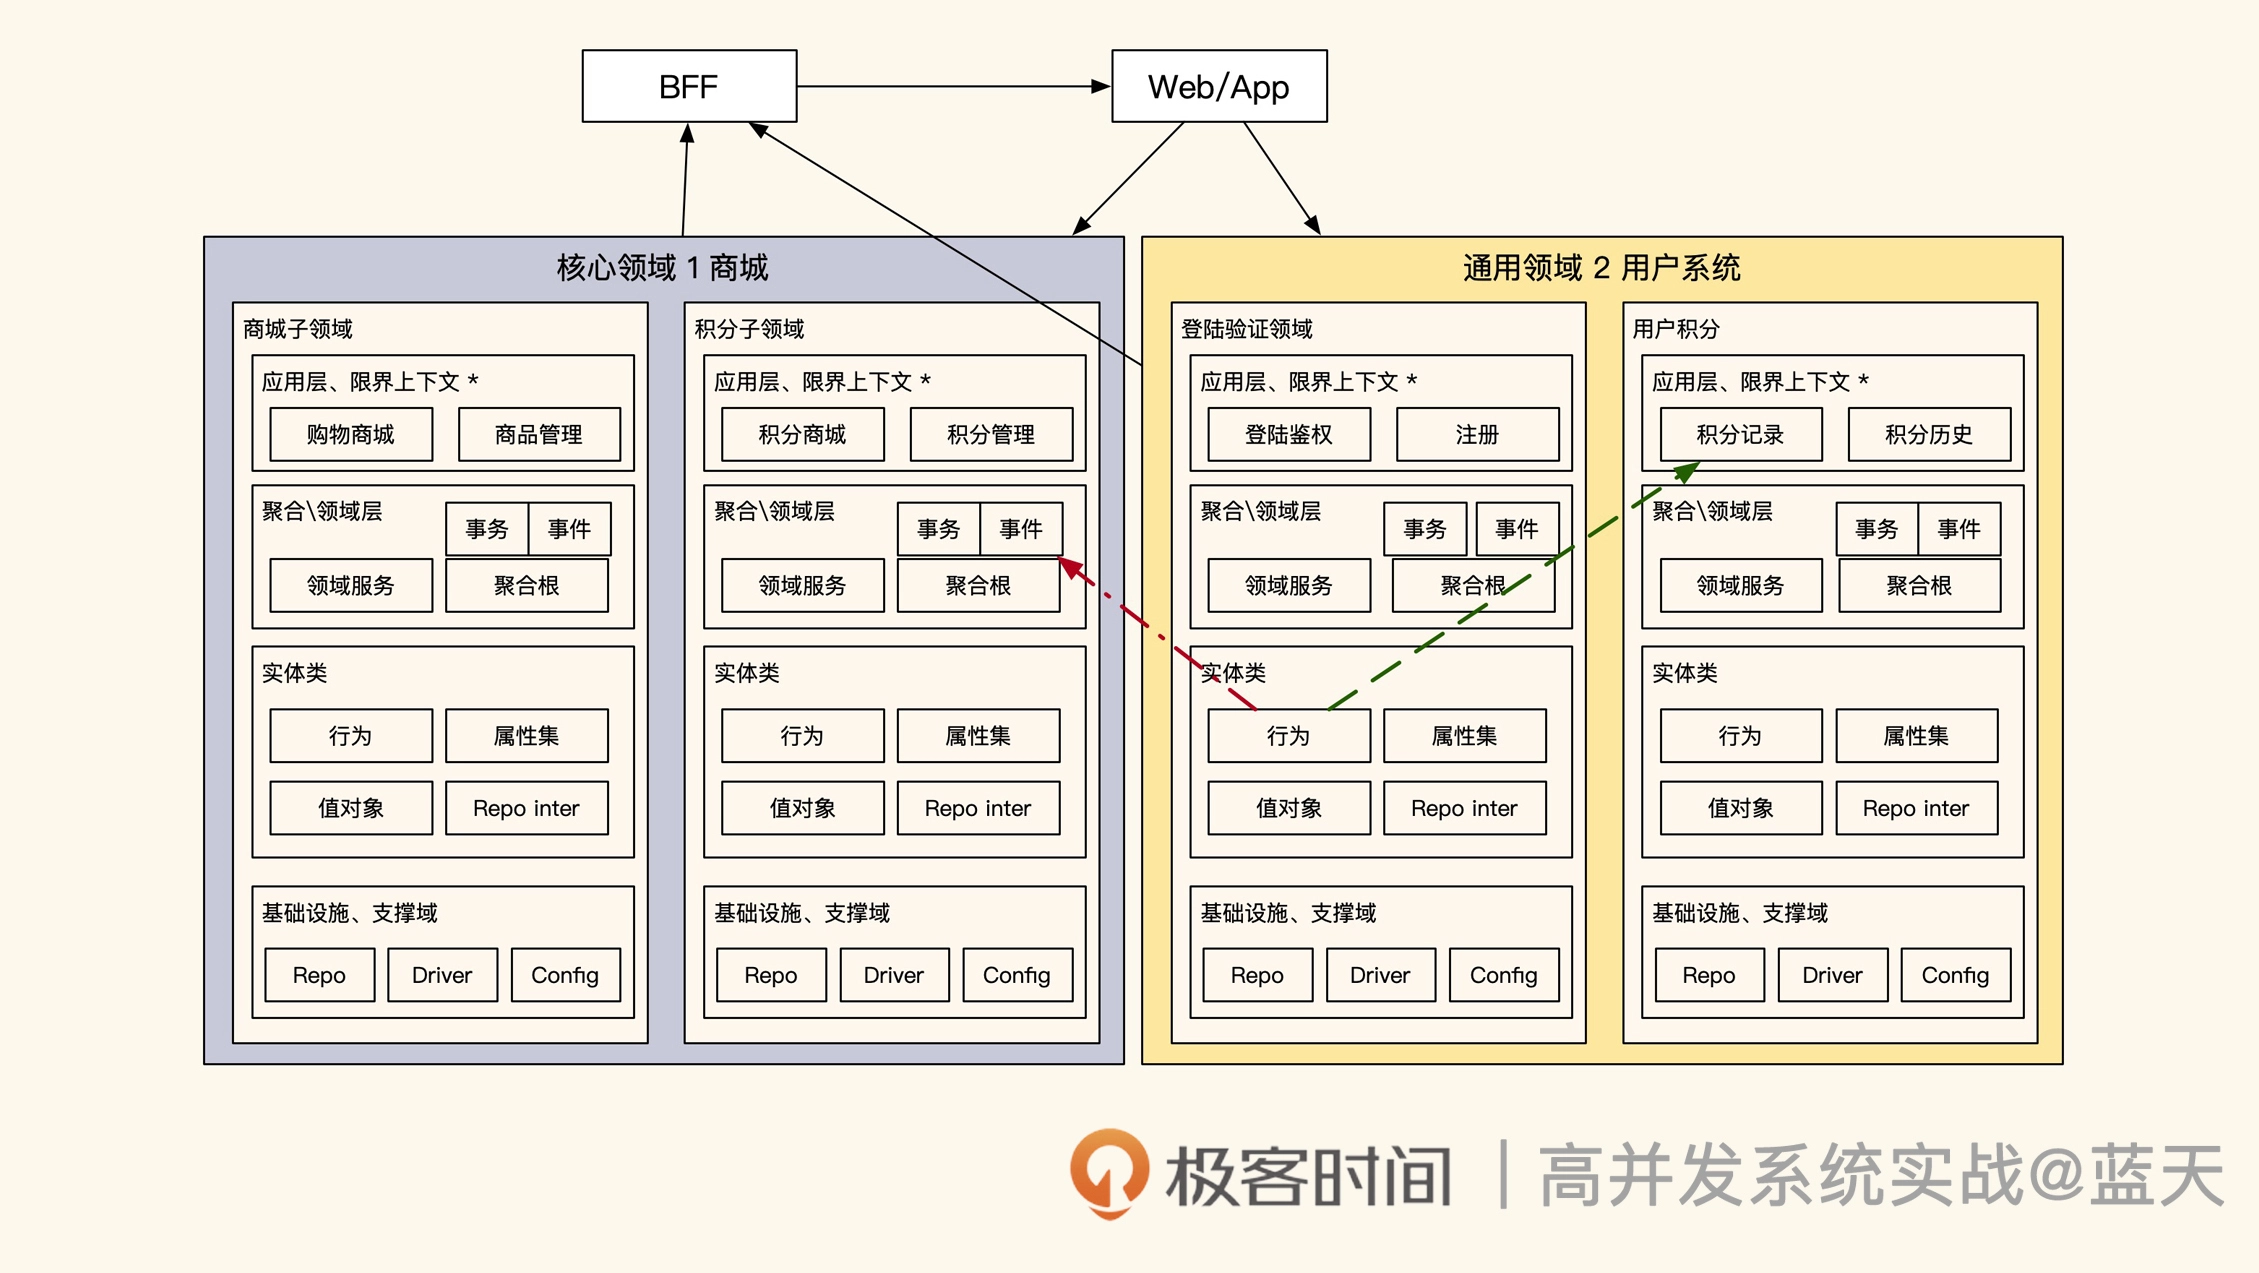 BFF
Web/App
核心领域 1 商城
商城子领域
应用层、限界上下文 *
购物商城
商品管理
聚合\领域层
事务
事件
领域服务
聚合根
实体类
行为
属性集
值对象
Repo inter
基础设施、支撑域
Repo
Driver
Config
积分子领域
应用层、限界上下文 *
积分商城
积分管理
聚合\领域层
事务
事件
领域服务
聚合根
实体类
行为
属性集
值对象
Repo inter
基础设施、支撑域
Repo
Driver
Config
通用领域 2 用户系统
登陆验证领域
应用层、限界上下文 *
登陆鉴权
注册
聚合\领域层
事务
事件
领域服务
聚合根
实体类
行为
属性集
值对象
Repo inter
基础设施、支撑域
Repo
Driver
Config
用户积分
应用层、限界上下文 *
积分记录
积分历史
聚合\领域层
事务
事件
领域服务
聚合根
实体类
行为
属性集
值对象
Repo inter
基础设施、支撑域
Repo
Driver
Config
极客时间 | 高并发系统实战@蓝天